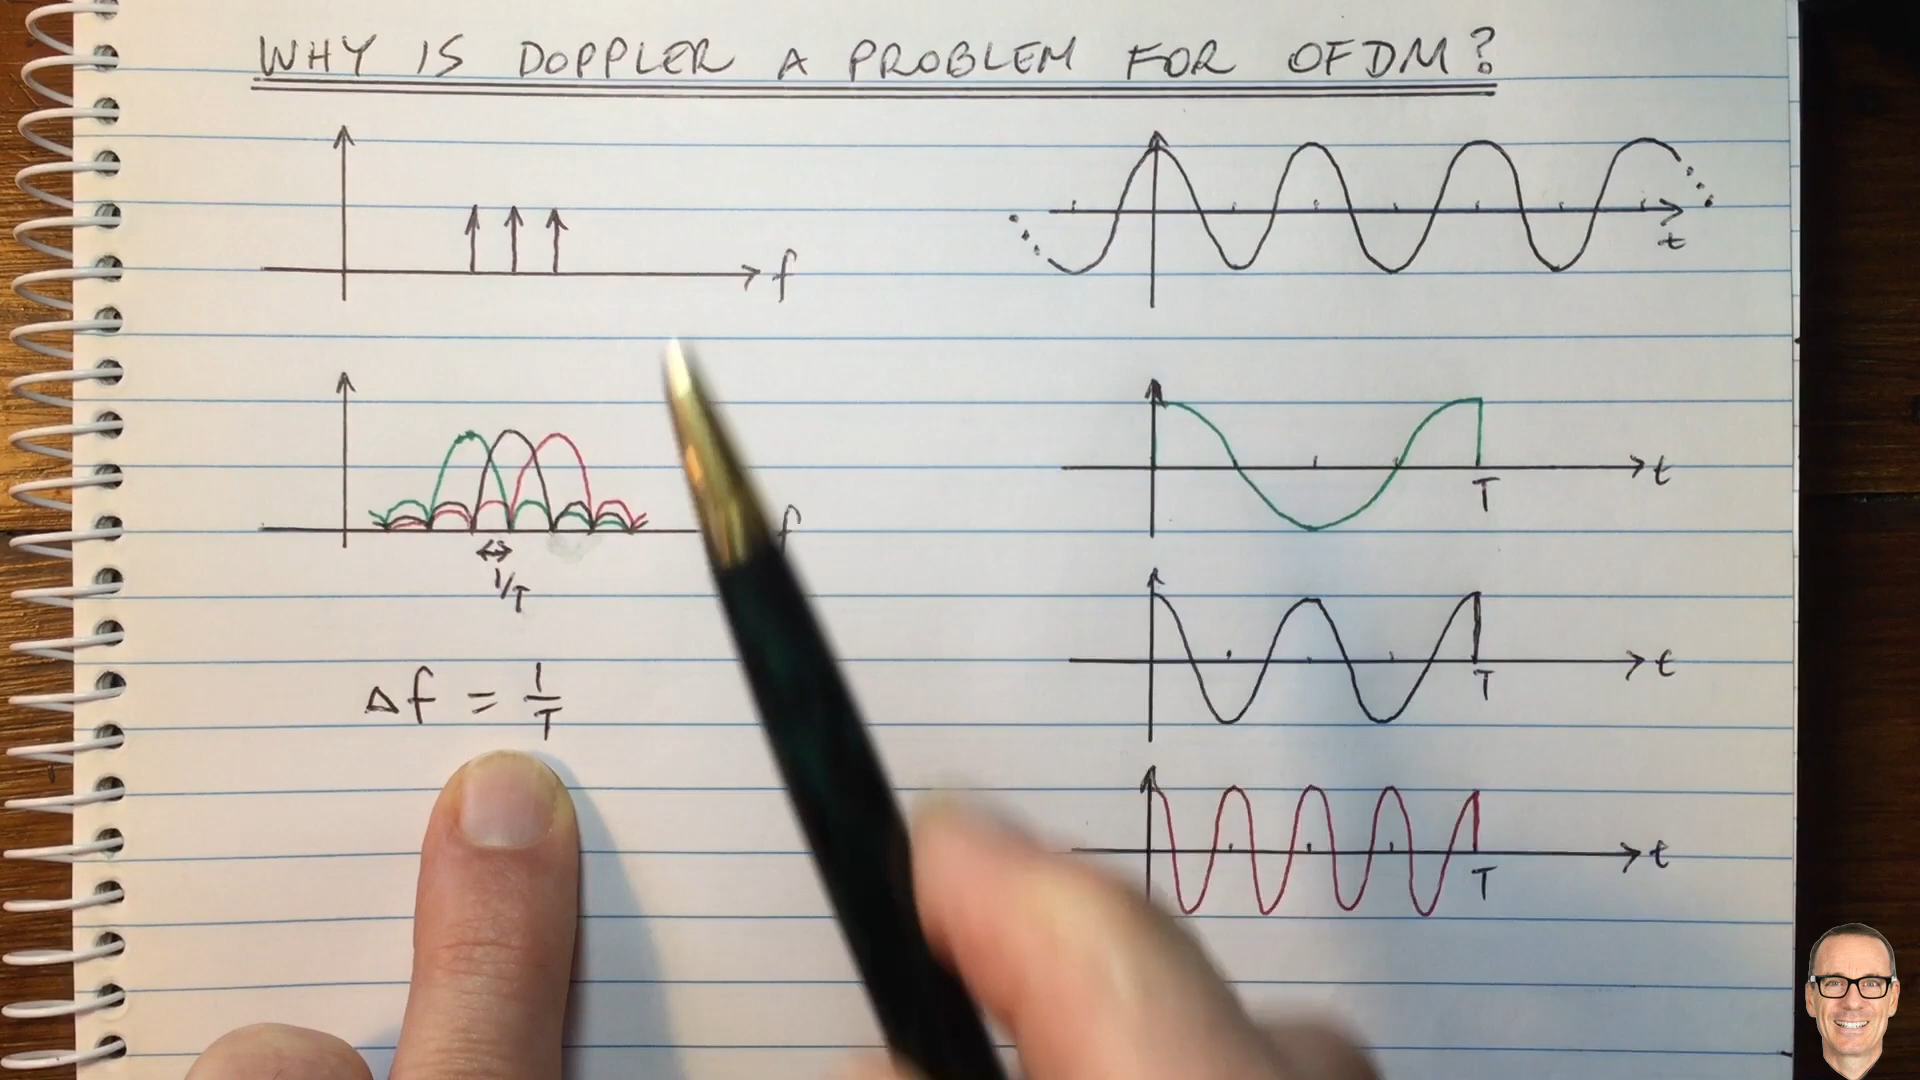 WHY IS DOPPLER A PROBLEM FOR OFDM?
f
t
f
1/T
t
T
Δf = 1/T
t
T
t
T